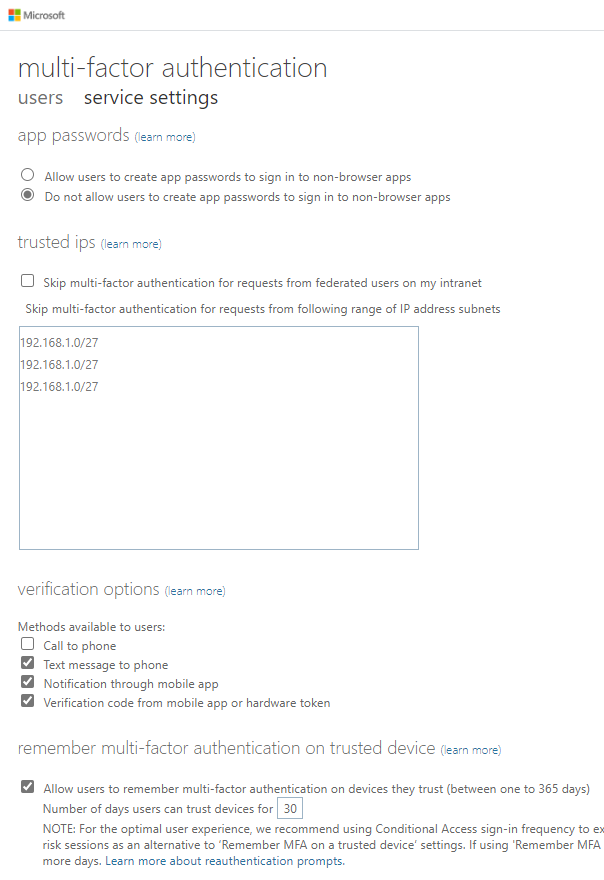 Microsoft
multi-factor authentication
users service settings
app passwords (learn more)
Allow users to create app passwords to sign in to non-browser apps
Do not allow users to create app passwords to sign in to non-browser apps
trusted ips (learn more)
Skip multi-factor authentication for requests from federated users on my intranet
Skip multi-factor authentication for requests from following range of IP address subnets
192.168.1.0/27
192.168.1.0/27
192.168.1.0/27
verification options (learn more)
Methods available to users:
Call to phone
Text message to phone
Notification through mobile app
Verification code from mobile app or hardware token
remember multi-factor authentication on trusted device (learn more)
Allow users to remember multi-factor authentication on devices they trust (between one to 365 days)
Number of days users can trust devices for 30
NOTE: For the optimal user experience, we recommend using Conditional Access sign-in frequency to ex
risk sessions as an alternative to 'Remember MFA on a trusted device' settings. If using 'Remember MFA
more days. Learn more about reauthentication prompts.